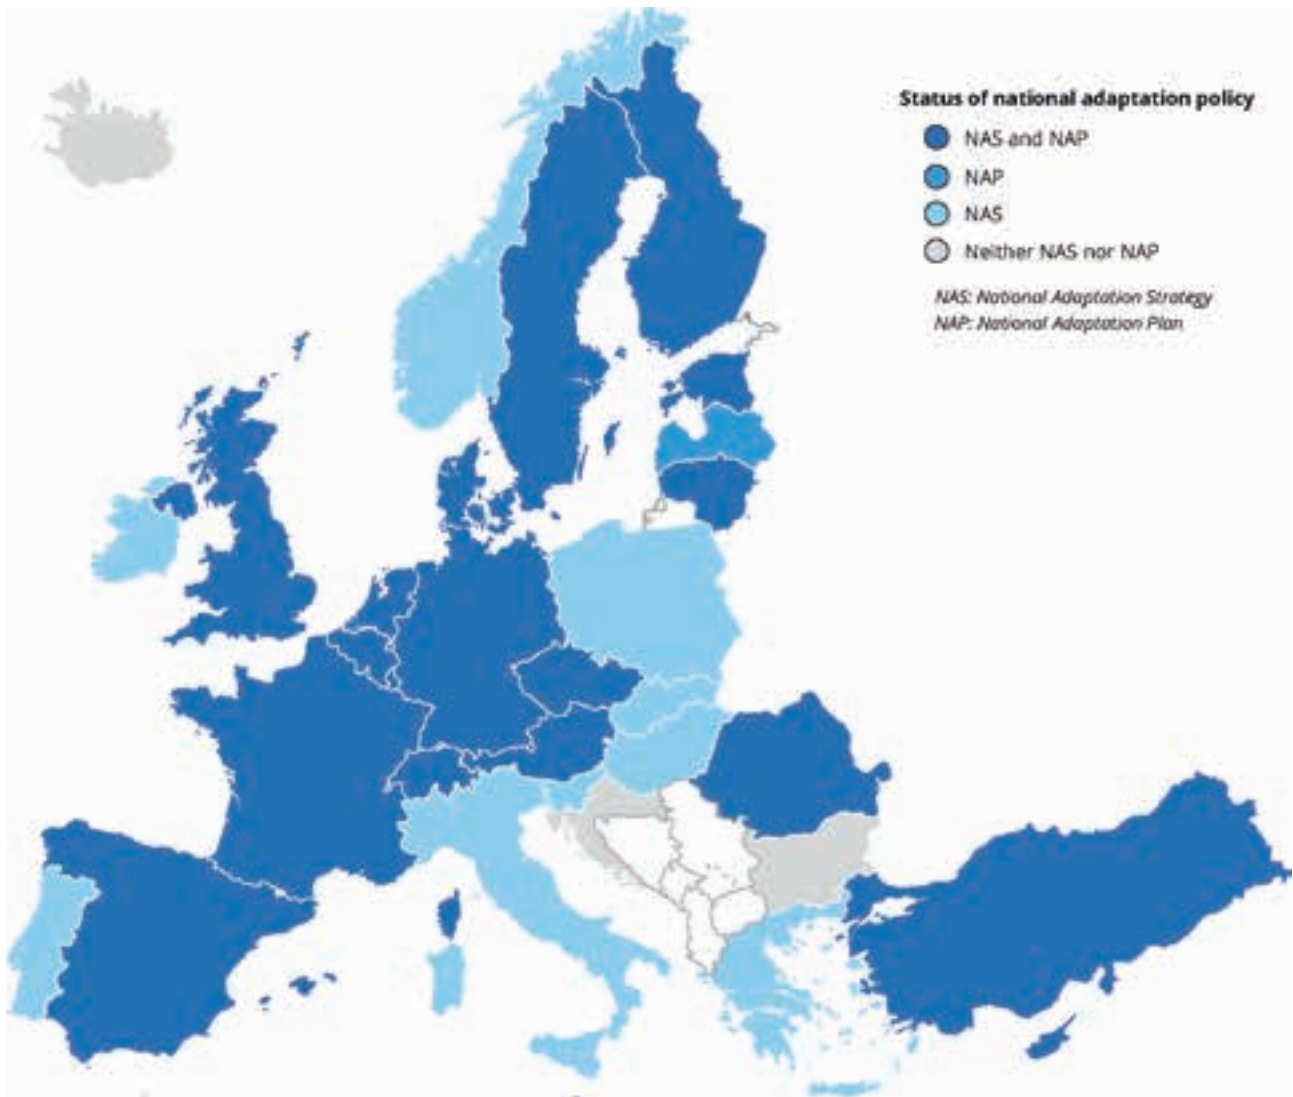 Status of national adaptation policy
NAS and NAP
NAP
NAS
Neither NAS nor NAP
NAS: National Adaptation Strategy
NAP: National Adaptation Plan